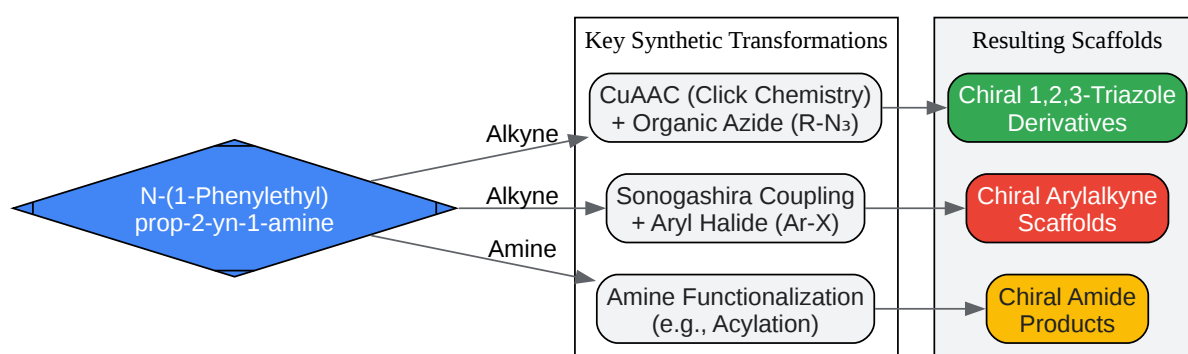 Key Synthetic Transformations
Resulting Scaffolds
N-(1-Phenylethyl)
prop-2-yn-1-amine
Alkyne
CuAAC (Click Chemistry)
+ Organic Azide (R-N₃)
Chiral 1,2,3-Triazole
Derivatives
Alkyne
Sonogashira Coupling
+ Aryl Halide (Ar-X)
Chiral Arylalkyne
Scaffolds
Amine
Amine Functionalization
(e.g., Acylation)
Chiral Amide
Products